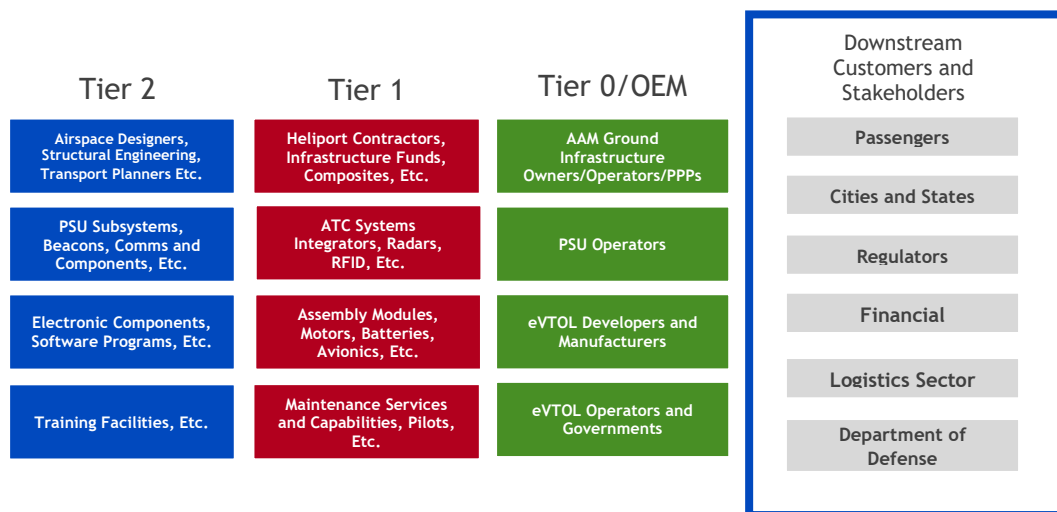 Tier 2
Airspace Designers,
Structural Engineering,
Transport Planners Etc.
PSU Subsystems,
Beacons, Comms and
Components, Etc.
Electronic Components,
Software Programs, Etc.
Training Facilities, Etc.
Tier 1
Heliport Contractors,
Infrastructure Funds,
Composites, Etc.
ATC Systems
Integrators, Radars,
RFID, Etc.
Assembly Modules,
Motors, Batteries,
Avionics, Etc.
Maintenance Services
and Capabilities, Pilots,
Etc.
Tier 0/OEM
AAM Ground
Infrastructure
Owners/Operators/PPPs
PSU Operators
eVTOL Developers and
Manufacturers
eVTOL Operators and
Governments
Downstream
Customers and
Stakeholders
Passengers
Cities and States
Regulators
Financial
Logistics Sector
Department of
Defense